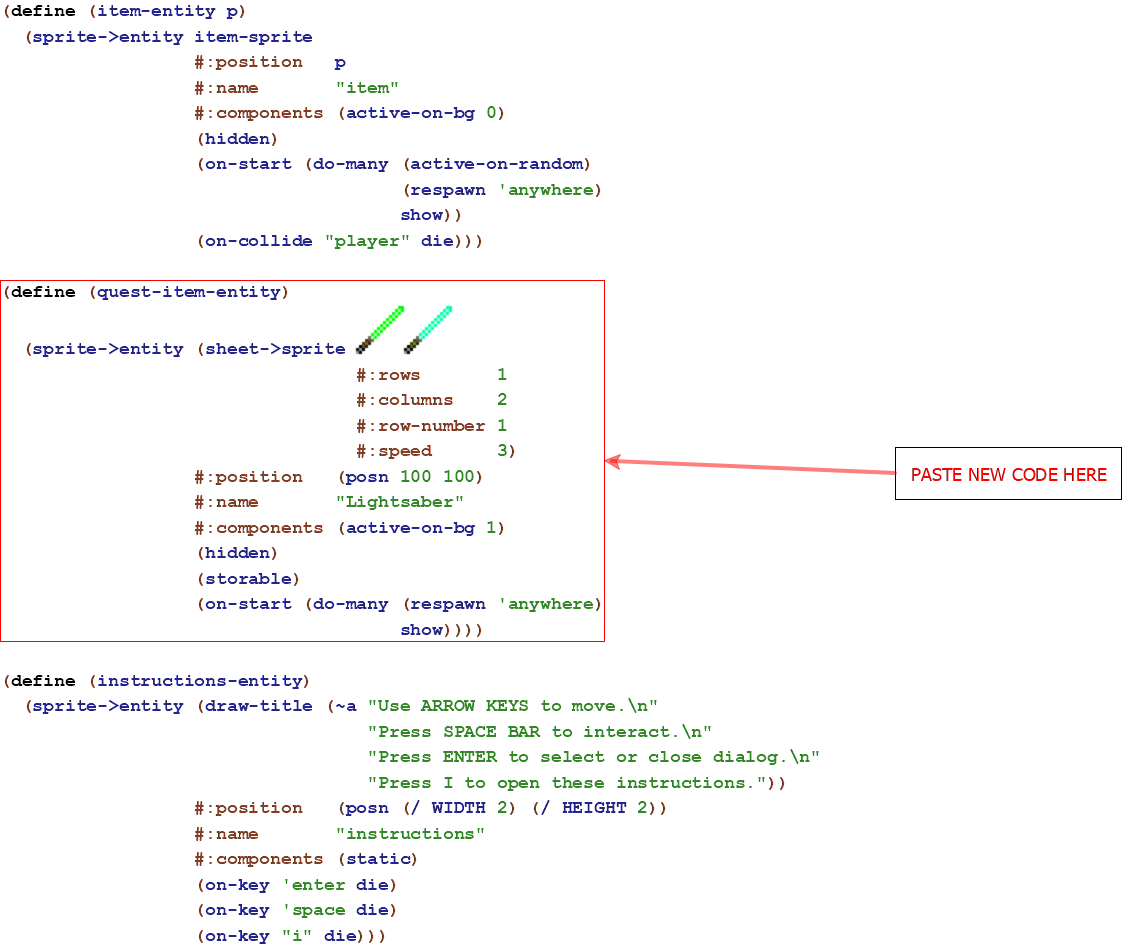 (define (item-entity p)
  (sprite->entity item-sprite
                  #:position   p
                  #:name       "item"
                  #:components (active-on-bg 0)
                  (hidden)
                  (on-start (do-many (active-on-random)
                                     (respawn 'anywhere)
                                     show))
                  (on-collide "player" die)))
(define (quest-item-entity)
  (sprite->entity (sheet->sprite
                                 #:rows       1
                                 #:columns    2
                                 #:row-number 1
                                 #:speed      3)
                  #:position   (posn 100 100)
                  #:name       "Lightsaber"
                  #:components (active-on-bg 1)
                  (hidden)
                  (storable)
                  (on-start (do-many (respawn 'anywhere)
                                     show))))
PASTE NEW CODE HERE
(define (instructions-entity)
  (sprite->entity (draw-title (~a "Use ARROW KEYS to move.\n"
                                  "Press SPACE BAR to interact.\n"
                                  "Press ENTER to select or close dialog.\n"
                                  "Press I to open these instructions."))
                  #:position   (posn (/ WIDTH 2) (/ HEIGHT 2))
                  #:name       "instructions"
                  #:components (static)
                  (on-key 'enter die)
                  (on-key 'space die)
                  (on-key "i" die)))